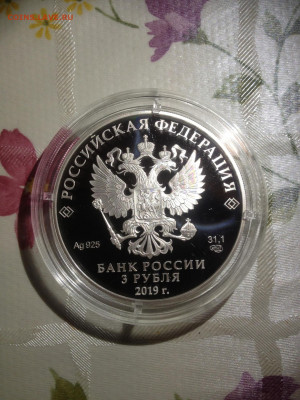 РОССИЙСКАЯ ФЕДЕРАЦИЯ
Ag 925
31,1
БАНК РОССИИ
3 РУБЛЯ
2019 г.